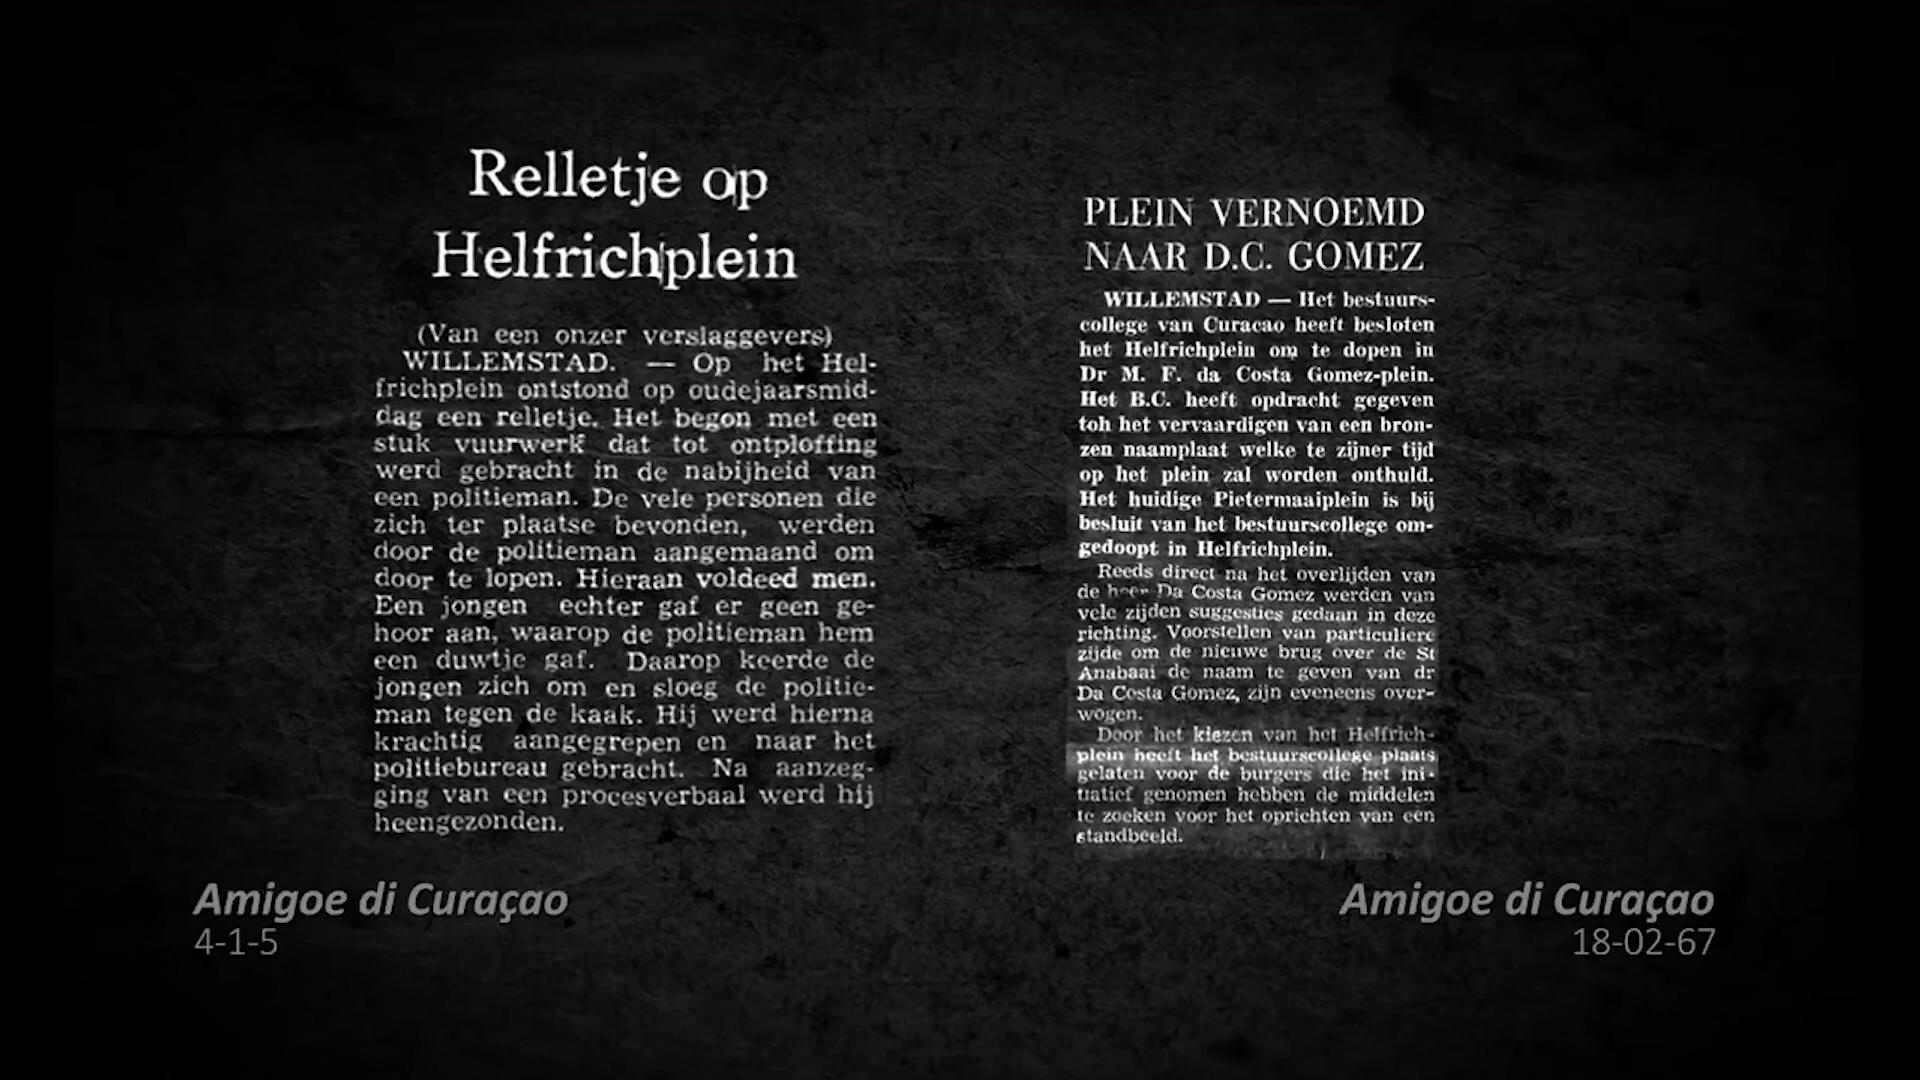 Relletje op
Helfrichplein
(Van een onzer verslaggevers)
WILLEMSTAD. — Op het Hel-
frichplein ontstond op oudejaarsmid-
dag een relletje. Het begon met een
stuk vuurwerk dat tot ontploffing
werd gebracht in de nabijheid van
een politieman. De vele personen die
zich ter plaatse bevonden, werden
door de politieman aangemaand om
door te lopen. Hieraan voldeed men.
Een jongen echter gaf er geen ge-
hoor aan, waarop de politieman hem
een duwtje gaf. Daarop keerde de
jongen zich om en sloeg de politie-
man tegen de kaak. Hij werd hierna
krachtig aangegrepen en naar het
politiebureau gebracht. Na aanzeg-
ging van een procesverbaal werd hij
heengezonden.
Amigoe di Curaçao
4-1-5
PLEIN VERNOEMD
NAAR D.C. GOMEZ
WILLEMSTAD — Het bestuurs-
college van Curacao heeft besloten
het Helfrichplein om te dopen in
Dr M. F. da Costa Gomez-plein.
Het B.C. heeft opdracht gegeven
toh het vervaardigen van een bron-
zen naamplaat welke te zijner tijd
op het plein zal worden onthuld.
Het huidige Pietermaaiplein is bij
besluit van het bestuurscollege om-
gedoopt in Helfrichplein.
Reeds direct na het overlijden van
de heer Da Costa Gomez werden van
vele zijden suggesties gedaan in deze
richting. Voorstellen van particuliere
zijde om de nieuwe brug over de St
Anabaai de naam te geven van dr
Da Costa Gomez, zijn eveneens over-
wogen.
Door het kiezen van het Helfrich-
plein heeft het bestuurscollege plaats
gelaten voor de burgers die het ini-
tiatief genomen hebben de middelen
te zoeken voor het oprichten van een
standbeeld.
Amigoe di Curaçao
18-02-67